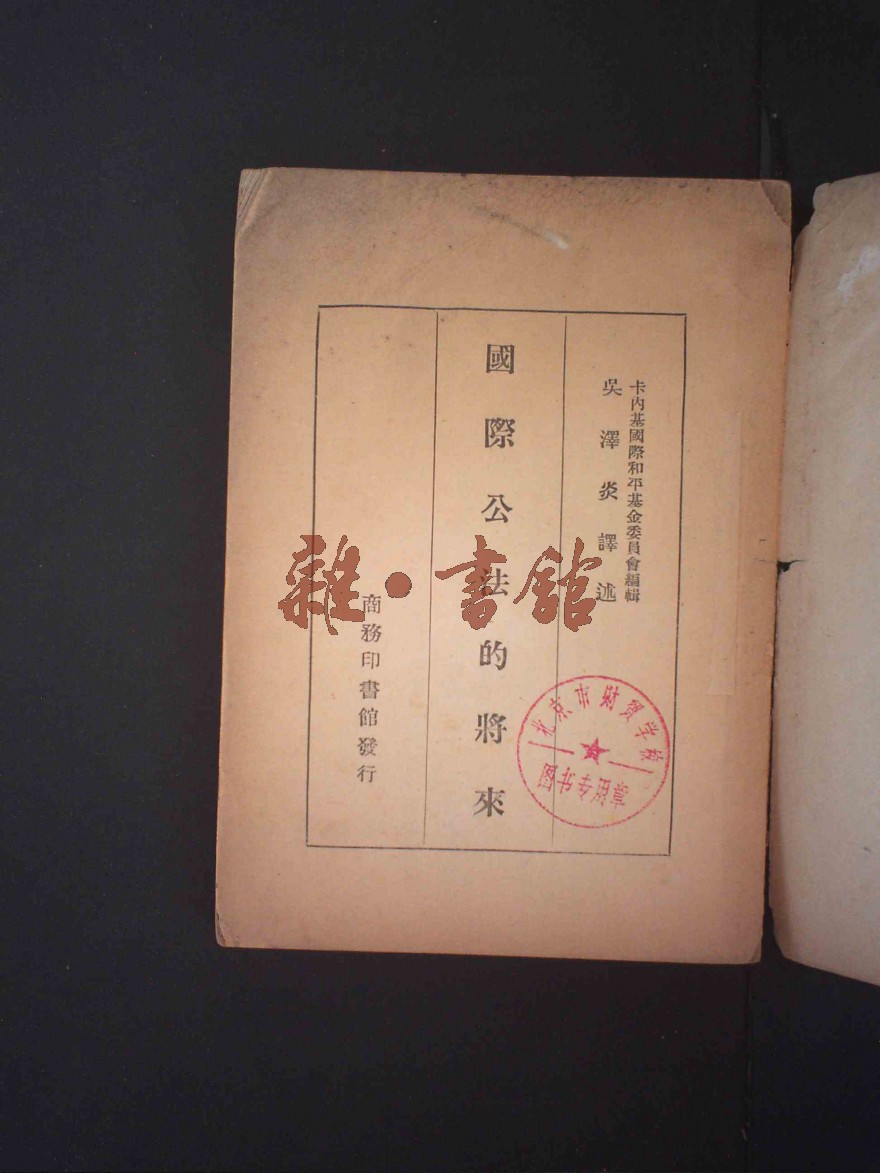 卡內基國際和平基金委員會編輯
吳澤炎譯述
國際公法的將來
商務印書館發行
北京市财贸学校
图书专用章
雜·書館